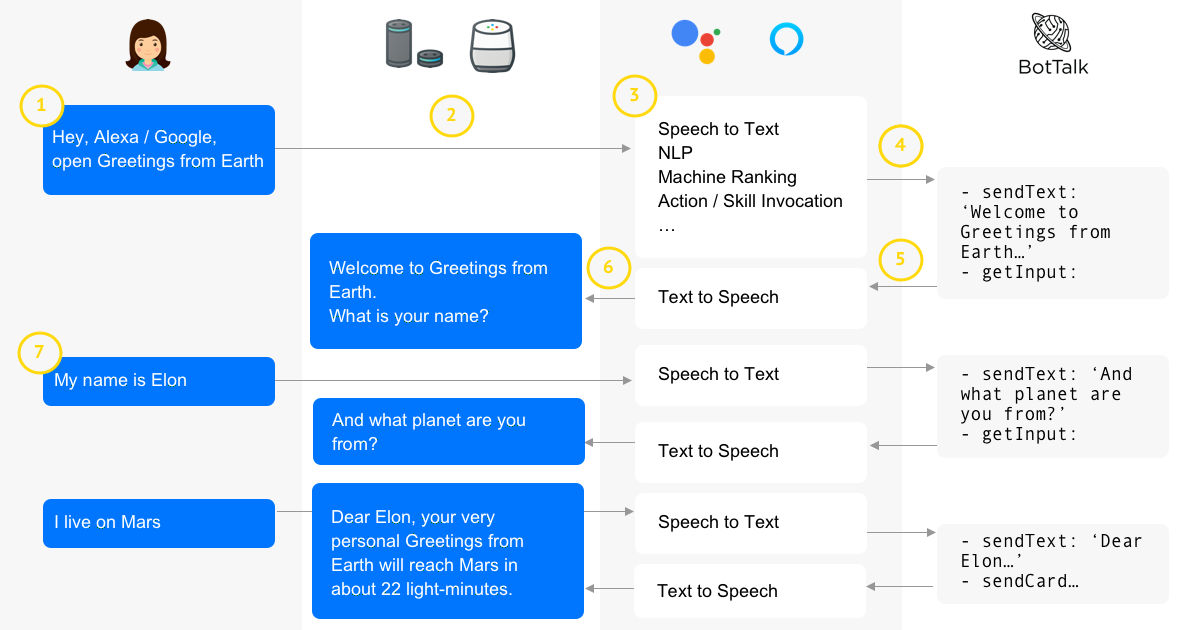 BotTalk
1
Hey, Alexa / Google,
open Greetings from Earth
2
3
Speech to Text
NLP
Machine Ranking
Action / Skill Invocation
…
4
- sendText:
‘Welcome to
Greetings from
Earth…’
- getInput:
5
Text to Speech
6
Welcome to Greetings from
Earth.
What is your name?
7
My name is Elon
Speech to Text
- sendText: ‘And
what planet are
you from?’
- getInput:
Text to Speech
And what planet are you
from?
I live on Mars
Speech to Text
- sendText: ‘Dear
Elon…’
- sendCard…
Text to Speech
Dear Elon, your very
personal Greetings from
Earth will reach Mars in
about 22 light-minutes.